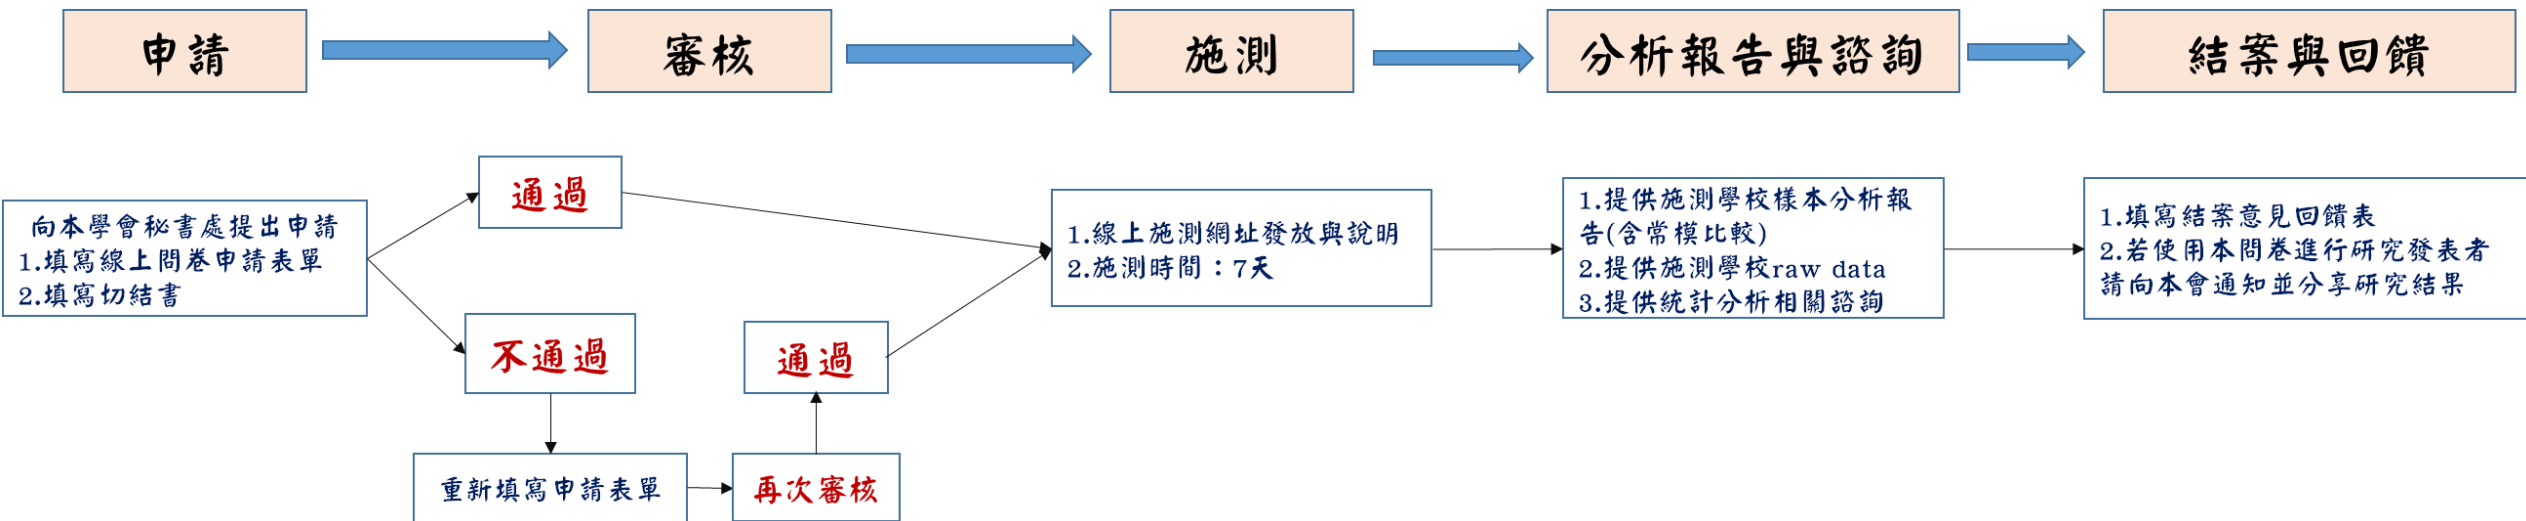 申請
審核
施測
分析報告與諮詢
結案與回饋
向本學會秘書處提出申請
1.填寫線上問卷申請表單
2.填寫切結書
通過
不通過
重新填寫申請表單
再次審核
通過
1.線上施測網址發放與說明
2.施測時間：7天
1.提供施測學校樣本分析報
告(含常模比較)
2.提供施測學校raw data
3.提供統計分析相關諮詢
1.填寫結案意見回饋表
2.若使用本問卷進行研究發表者
請向本會通知並分享研究結果